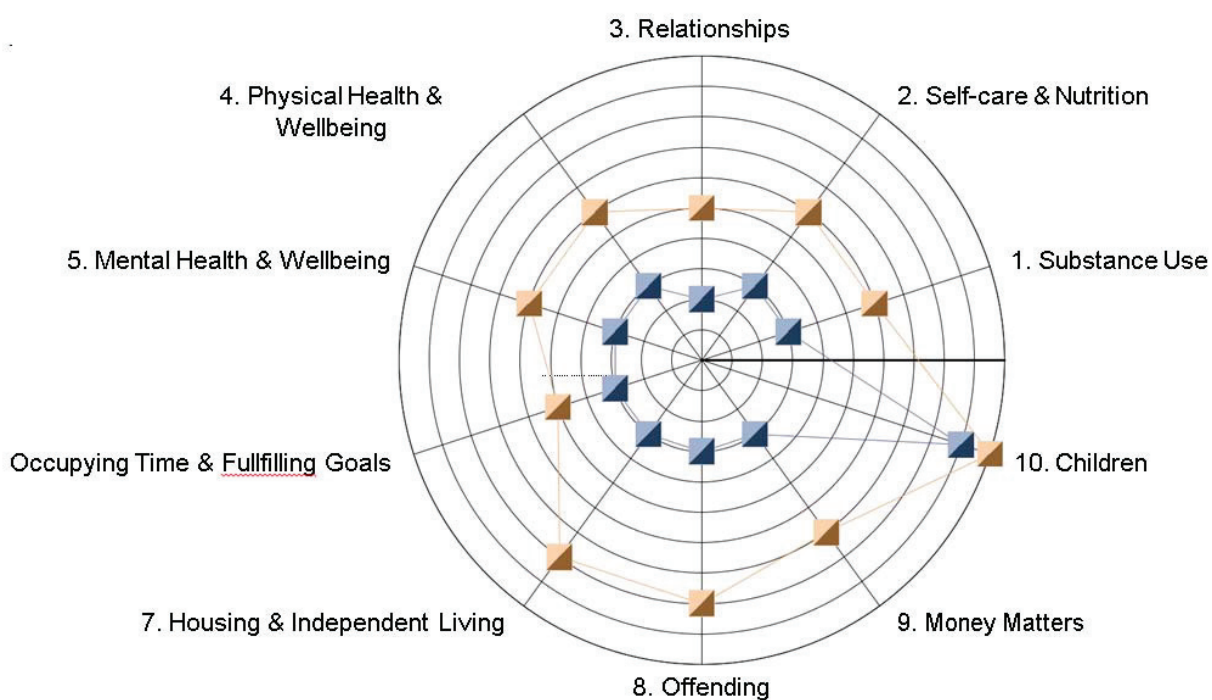 3. Relationships
4. Physical Health &
Wellbeing
2. Self-care & Nutrition
5. Mental Health & Wellbeing
1. Substance Use
Occupying Time & Fullfilling Goals
10. Children
7. Housing & Independent Living
9. Money Matters
8. Offending